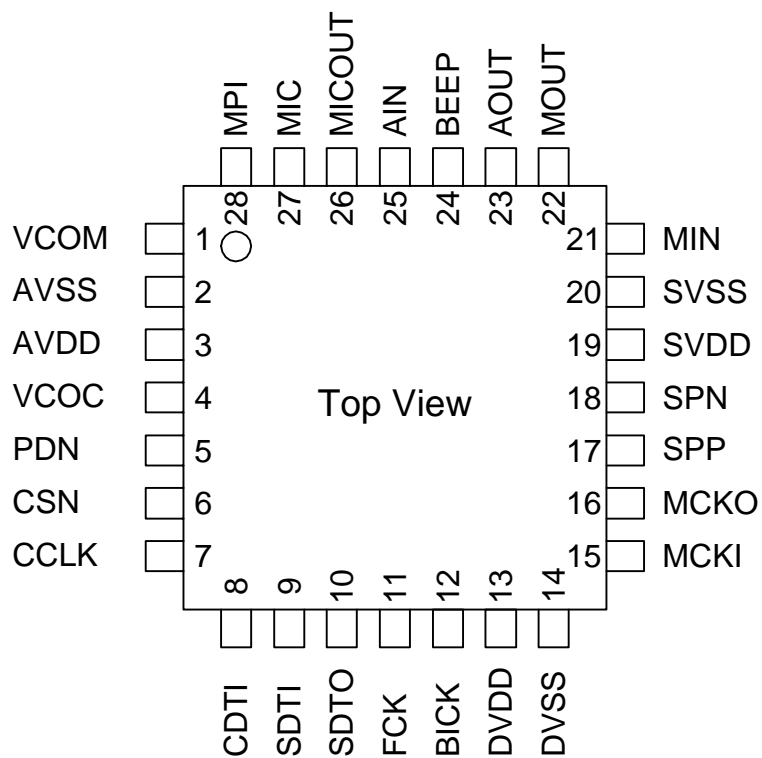 MPI
MIC
MICOUT
AIN
BEEP
AOUT
MOUT
28
27
26
25
24
23
22
VCOM 1 21 MIN
AVSS 2 20 SVSS
AVDD 3 19 SVDD
VCOC 4 Top View 18 SPN
PDN 5 17 SPP
CSN 6 16 MCKO
CCLK 7 15 MCKI
8
9
10
11
12
13
14
CDTI
SDTI
SDTO
FCK
BICK
DVDD
DVSS